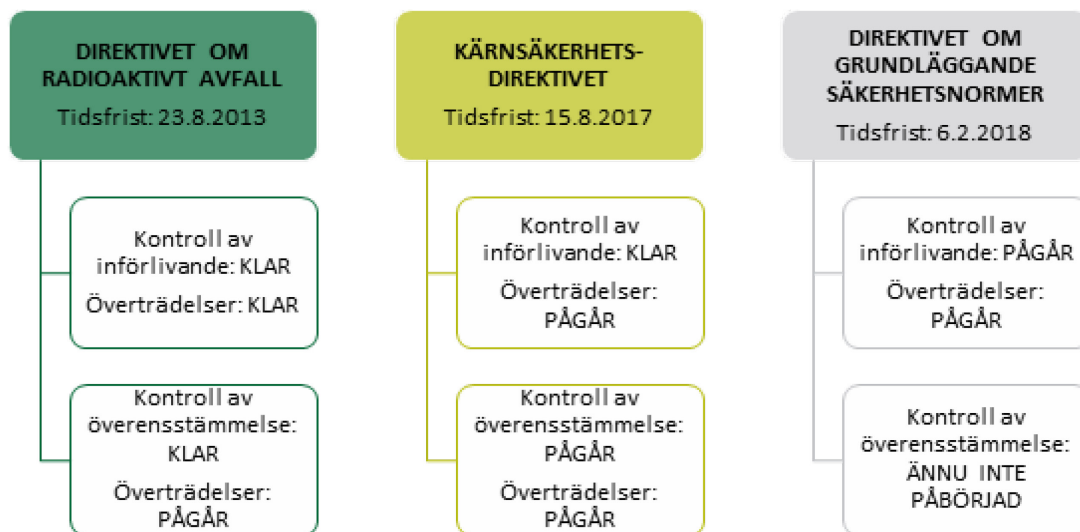 DIREKTIVET OM
RADIOAKTIVT AVFALL
Tidsfrist: 23.8.2013
Kontroll av
införlivande: KLAR
Överträdelser: KLAR
Kontroll av
överensstämmelse:
KLAR
Överträdelser:
PÅGÅR
KÄRNSÄKERHETS-
DIREKTIVET
Tidsfrist: 15.8.2017
Kontroll av
införlivande: KLAR
Överträdelser:
PÅGÅR
Kontroll av
överensstämmelse:
PÅGÅR
Överträdelser:
PÅGÅR
DIREKTIVET OM
GRUNDLÄGGANDE
SÄKERHETSNORMER
Tidsfrist: 6.2.2018
Kontroll av
införlivande: PÅGÅR
Överträdelser:
PÅGÅR
Kontroll av
överensstämmelse:
ÄNNU INTE
PÅBÖRJAD